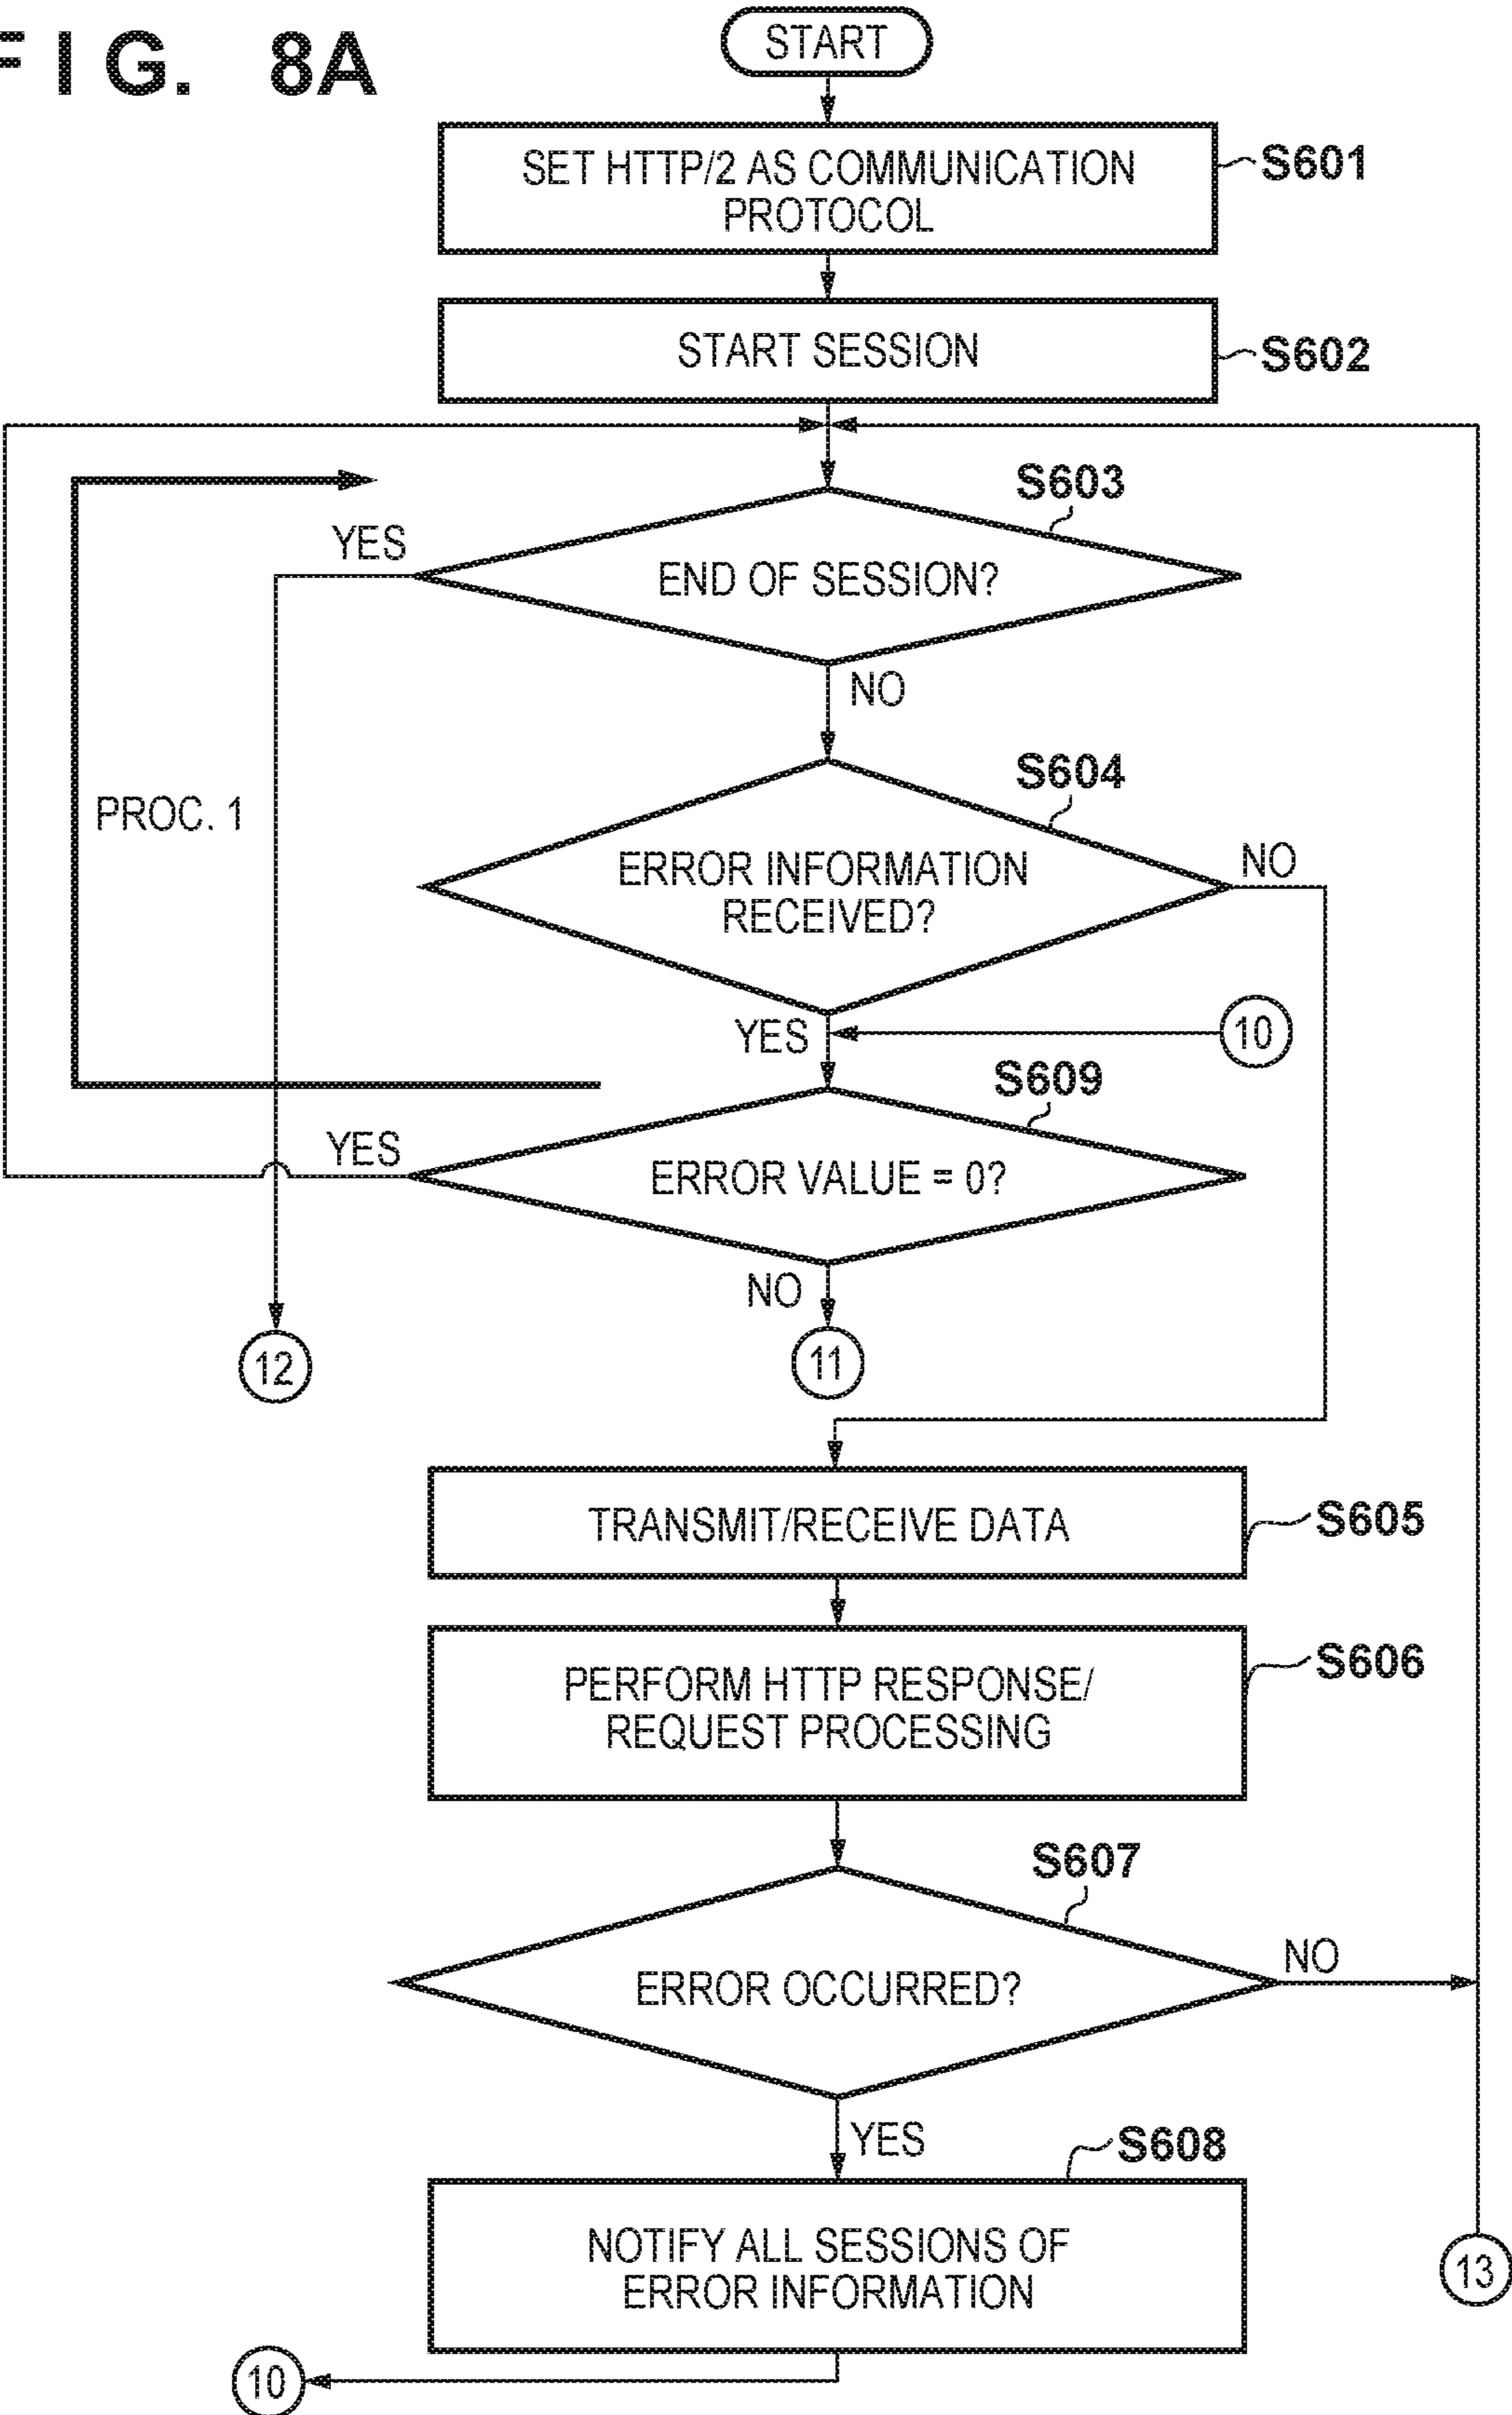 FIG. 8A
START
SET HTTP/2 AS COMMUNICATION
PROTOCOL
S601
START SESSION
S602
S603
YES
END OF SESSION?
NO
S604
PROC. 1
ERROR INFORMATION
RECEIVED?
NO
YES
10
S609
YES
ERROR VALUE = 0?
NO
12
11
TRANSMIT/RECEIVE DATA
S605
PERFORM HTTP RESPONSE/
REQUEST PROCESSING
S606
S607
NO
ERROR OCCURRED?
YES
S608
NOTIFY ALL SESSIONS OF
ERROR INFORMATION
13
10